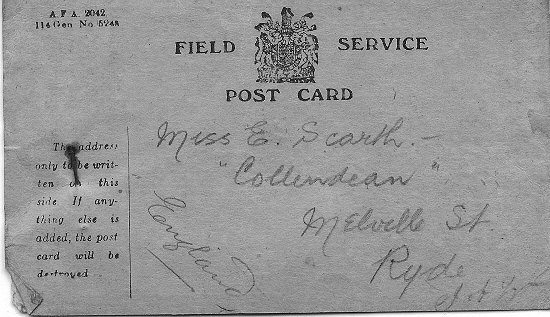 A.F.A. 2042.
114 Gen No 5248
FIELD SERVICE
POST CARD
The address
only to be writ-
ten on this
side If any-
thing else is
added, the post
card will be
destroyed
Miss E. Scarth.-
"Collendean"
Melville St
Ryde
England